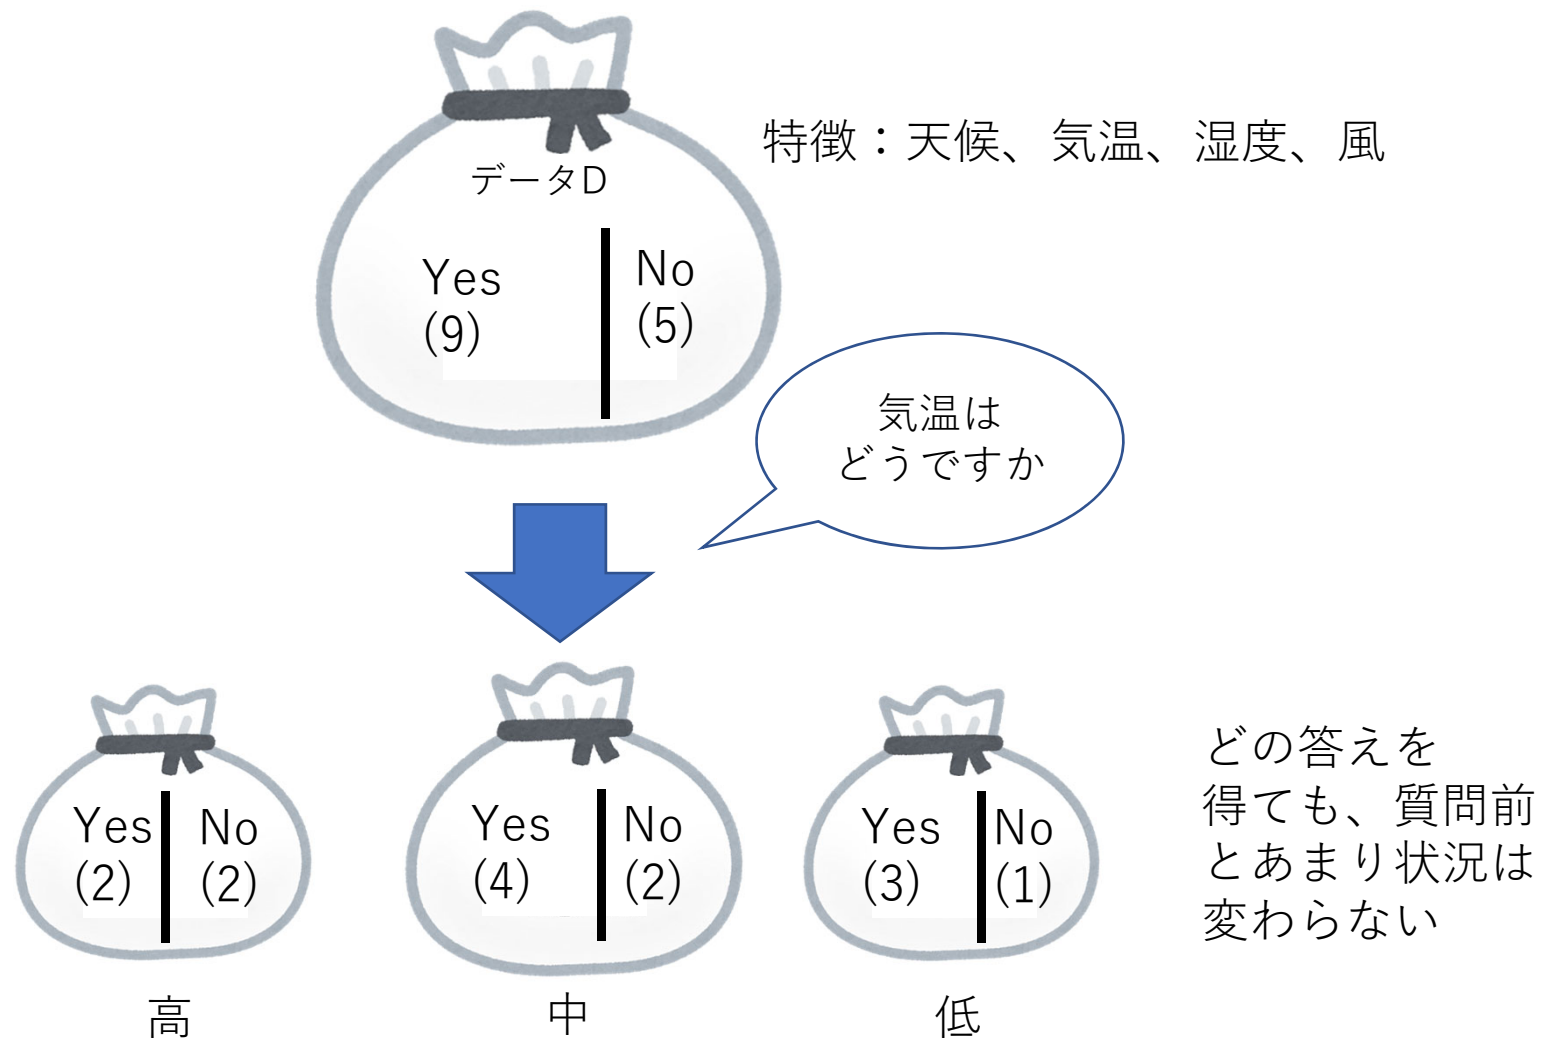 特徴：天候、気温、湿度、風
データD
Yes
(9)
No
(5)
気温は
どうですか
Yes
(2)
No
(2)
Yes
(4)
No
(2)
Yes
(3)
No
(1)
どの答えを
得ても、質問前
とあまり状況は
変わらない
高
中
低